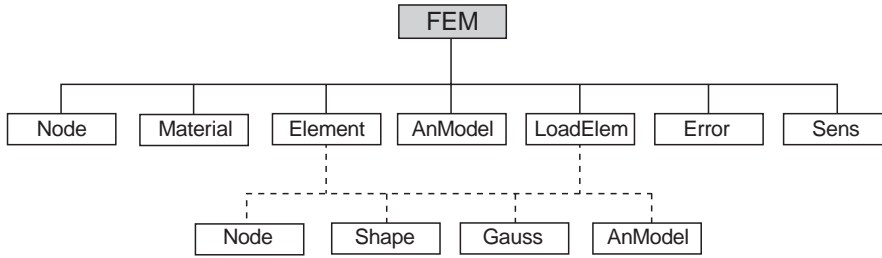 FEM
Node Material Element AnModel LoadElem Error Sens
Node Shape Gauss AnModel